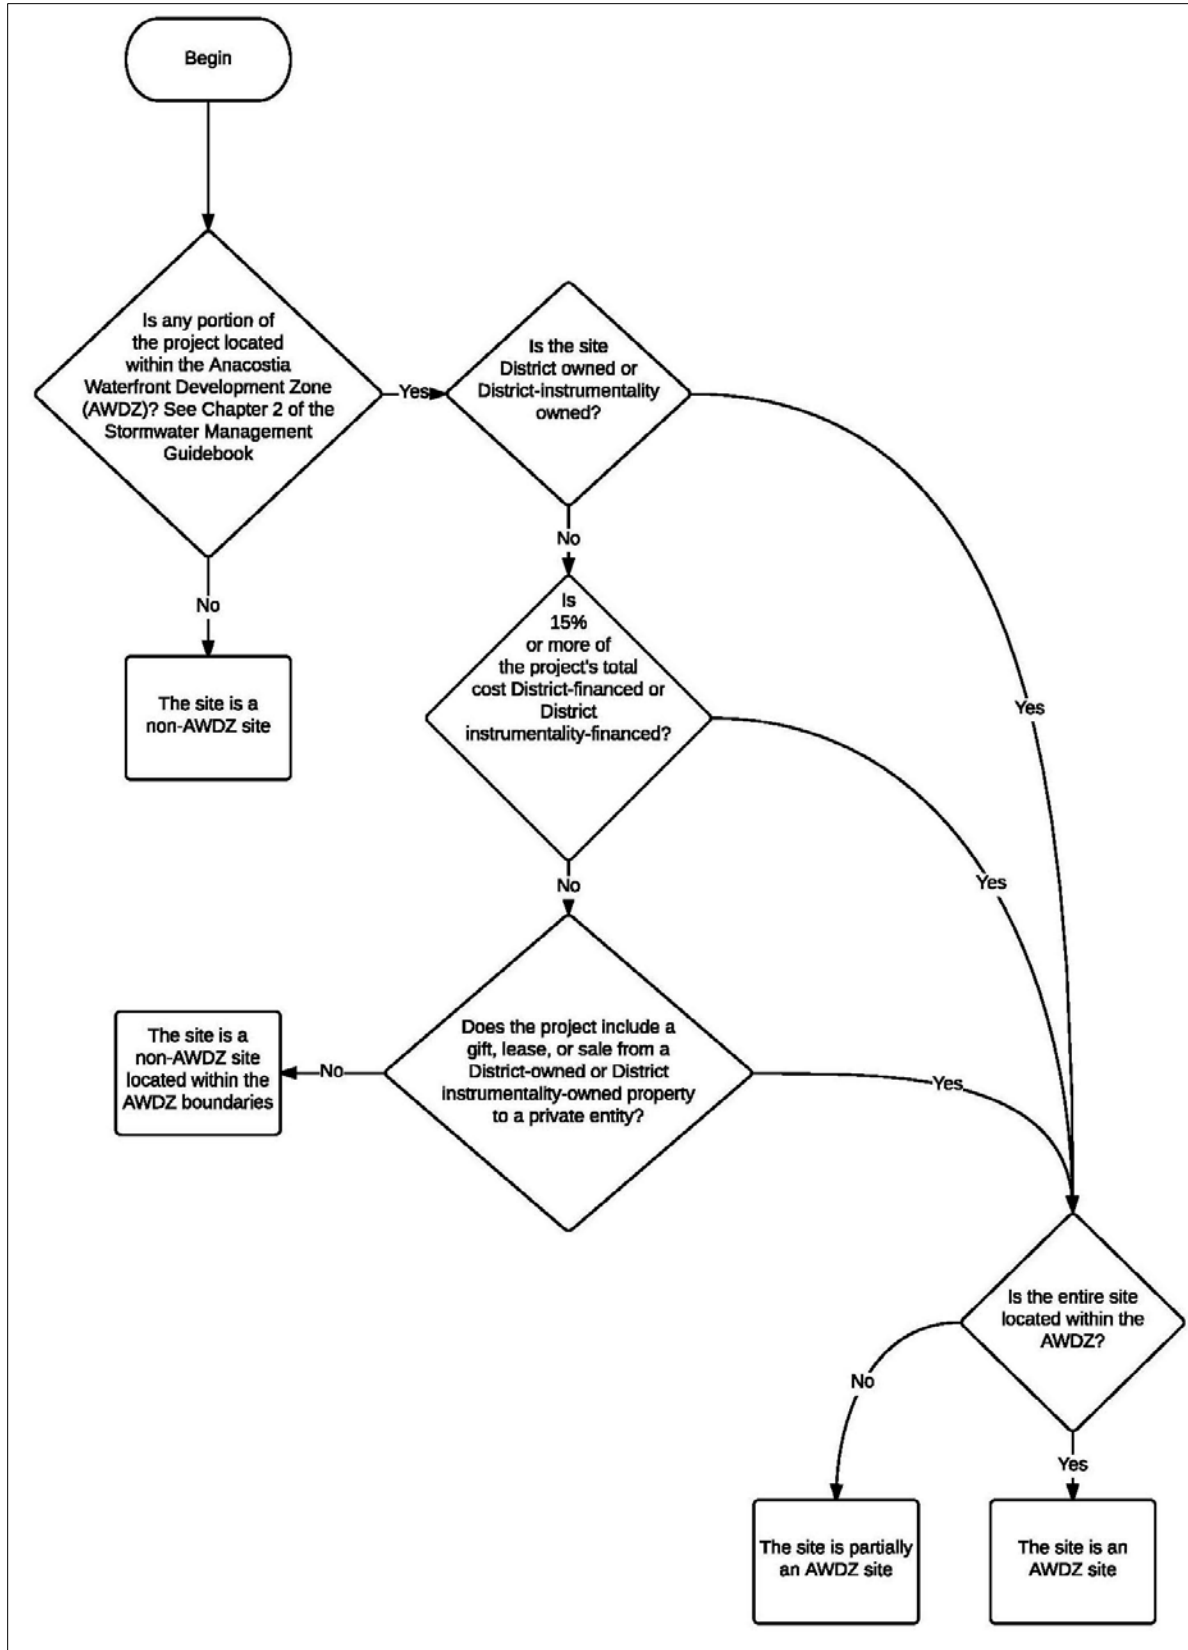 Begin
Is any portion of
the project located
within the Anacostia
Waterfront Development Zone
(AWDZ)? See Chapter 2 of the
Stormwater Management
Guidebook
Yes
Is the site
District owned or
District-instrumentality
owned?
No
The site is a
non-AWDZ site
No
Is
15%
or more of
the project's total
cost District-financed or
District
instrumentality-financed?
Yes
Yes
No
Does the project include a
gift, lease, or sale from a
District-owned or District
instrumentality-owned property
to a private entity?
No
The site is a
non-AWDZ site
located within the
AWDZ boundaries
Yes
Is the entire site
located within the
AWDZ?
No
Yes
The site is partially
an AWDZ site
The site is an
AWDZ site